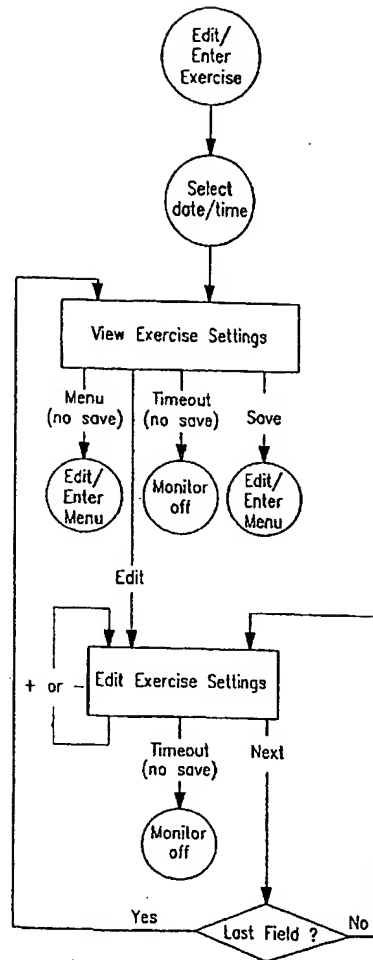 Edit/
Enter
Exercise
Select
date/time
View Exercise Settings
Menu
(no save)
Timeout
(no save)
Save
Edit/
Enter
Menu
Monitor
off
Edit/
Enter
Menu
Edit
+ or -
Edit Exercise Settings
Timeout
(no save)
Next
Monitor
off
Yes
Last Field ?
No